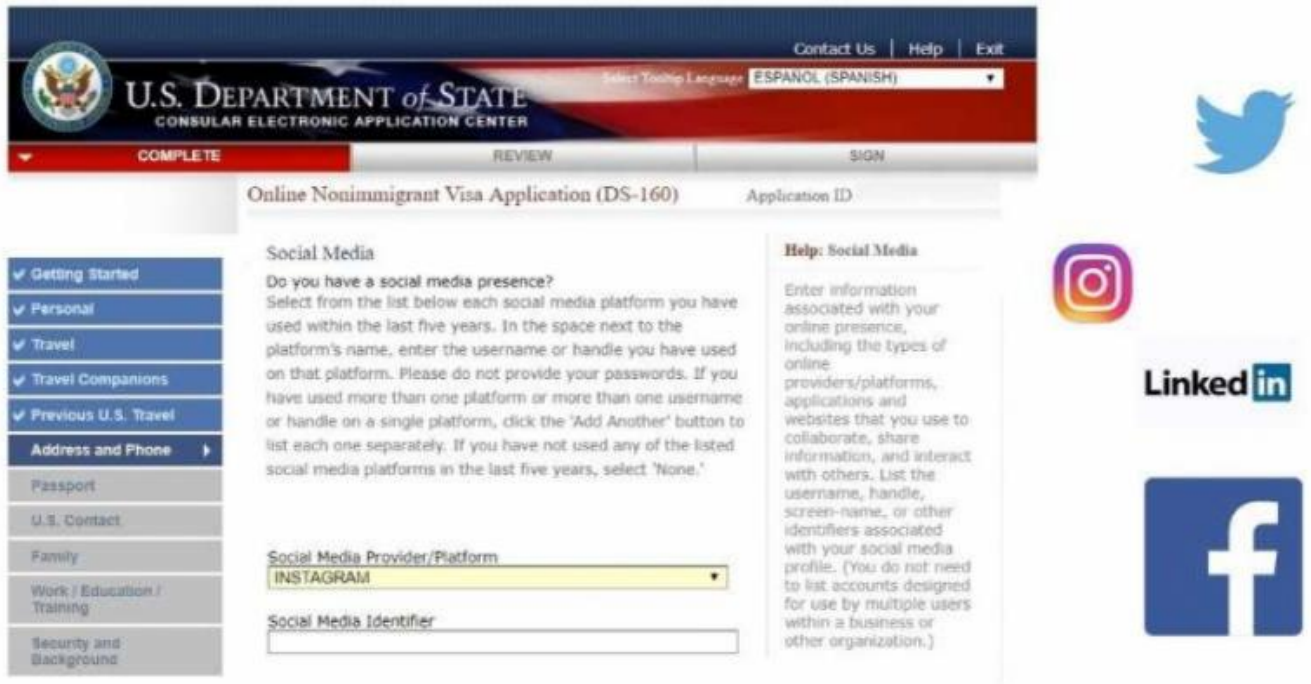 Contact Us | Help | Exit
Select Tooltip Language ESPAÑOL (SPANISH)
U.S. DEPARTMENT of STATE
CONSULAR ELECTRONIC APPLICATION CENTER
COMPLETE
REVIEW
SIGN
Online Nonimmigrant Visa Application (DS-160)
Application ID
Getting Started
Personal
Travel
Travel Companions
Previous U.S. Travel
Address and Phone
Passport
U.S. Contact
Family
Work / Education /
Training
Security and
Background
Social Media
Do you have a social media presence?
Select from the list below each social media platform you have
used within the last five years. In the space next to the
platform's name, enter the username or handle you have used
on that platform. Please do not provide your passwords. If you
have used more than one platform or more than one username
or handle on a single platform, click the 'Add Another' button to
list each one separately. If you have not used any of the listed
social media platforms in the last five years, select 'None.'
Social Media Provider/Platform
INSTAGRAM
Social Media Identifier
Help: Social Media
Enter information
associated with your
online presence,
including the types of
online
providers/platforms,
applications and
websites that you use to
collaborate, share
information, and interact
with others. List the
username, handle,
screen-name, or other
identifiers associated
with your social media
profile. (You do not need
to list accounts designed
for use by multiple users
within a business or
other organization.)
Linked in
f